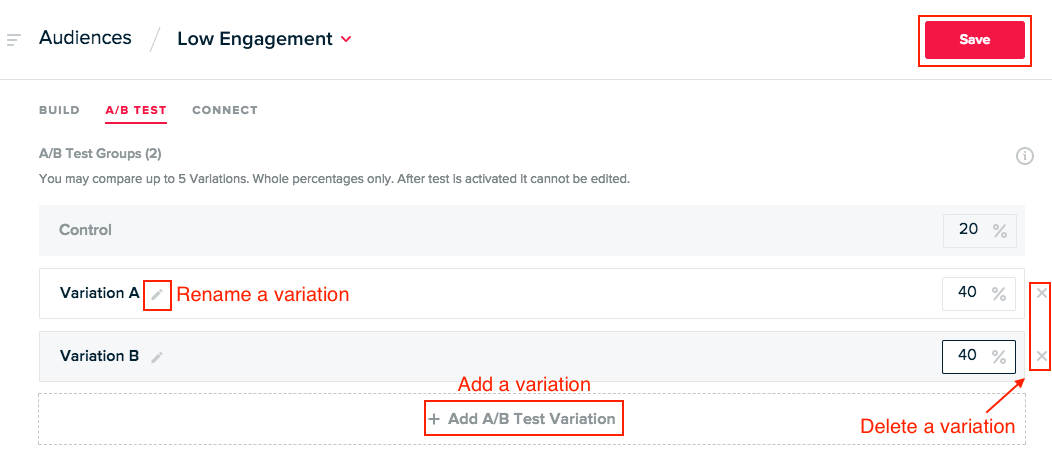 Audiences / Low Engagement
Save
BUILD A/B TEST CONNECT
A/B Test Groups (2)
You may compare up to 5 Variations. Whole percentages only. After test is activated it cannot be edited.
Control 20 %
Variation A Rename a variation 40 %
Variation B 40 %
Add a variation
+ Add A/B Test Variation
Delete a variation